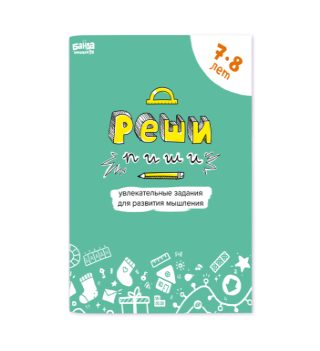 7-8
лет
Реши
пиши
увлекательные задания
для развития мышления